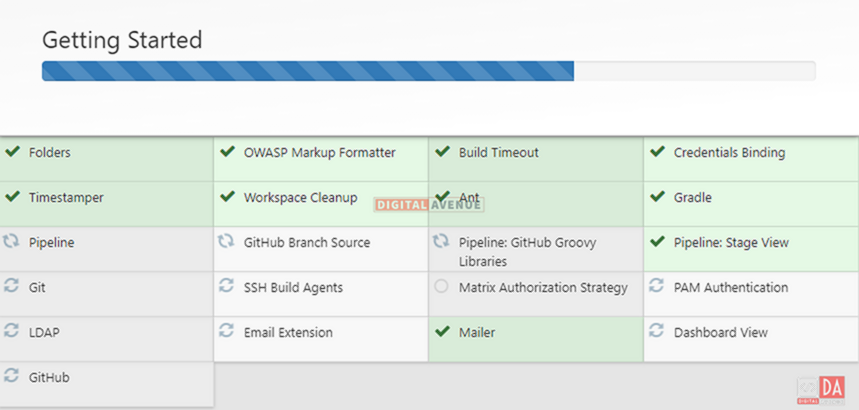 Getting Started
Folders
OWASP Markup Formatter
Build Timeout
Credentials Binding
Timestamper
Workspace Cleanup
Ant
Gradle
DIGITAL AVENUE
Pipeline
GitHub Branch Source
Pipeline: GitHub Groovy
Libraries
Pipeline: Stage View
Git
SSH Build Agents
Matrix Authorization Strategy
PAM Authentication
LDAP
Email Extension
Mailer
Dashboard View
GitHub
DA
DIGITAL